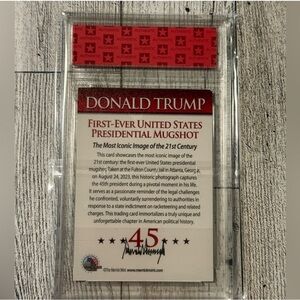 DONALD TRUMP
FIRST-EVER UNITED STATES
PRESIDENTIAL MUGSHOT
The Most Iconic Image of the 21st Century
This card showcases the most iconic image of the
21st century: the first-ever United States presidential
mugshot. Taken at the Fulton County Jail in Atlanta, Georgia,
on August 24, 2023, this historic photograph captures
the 45th president during a pivotal moment in his life.
It serves as a passionate reminder of the legal challenges
he confronted, voluntarily surrendering to authorities in
response to a state indictment on racketeering and related
charges. This trading card immortalizes a truly unique and
unforgettable chapter in American political history.
45